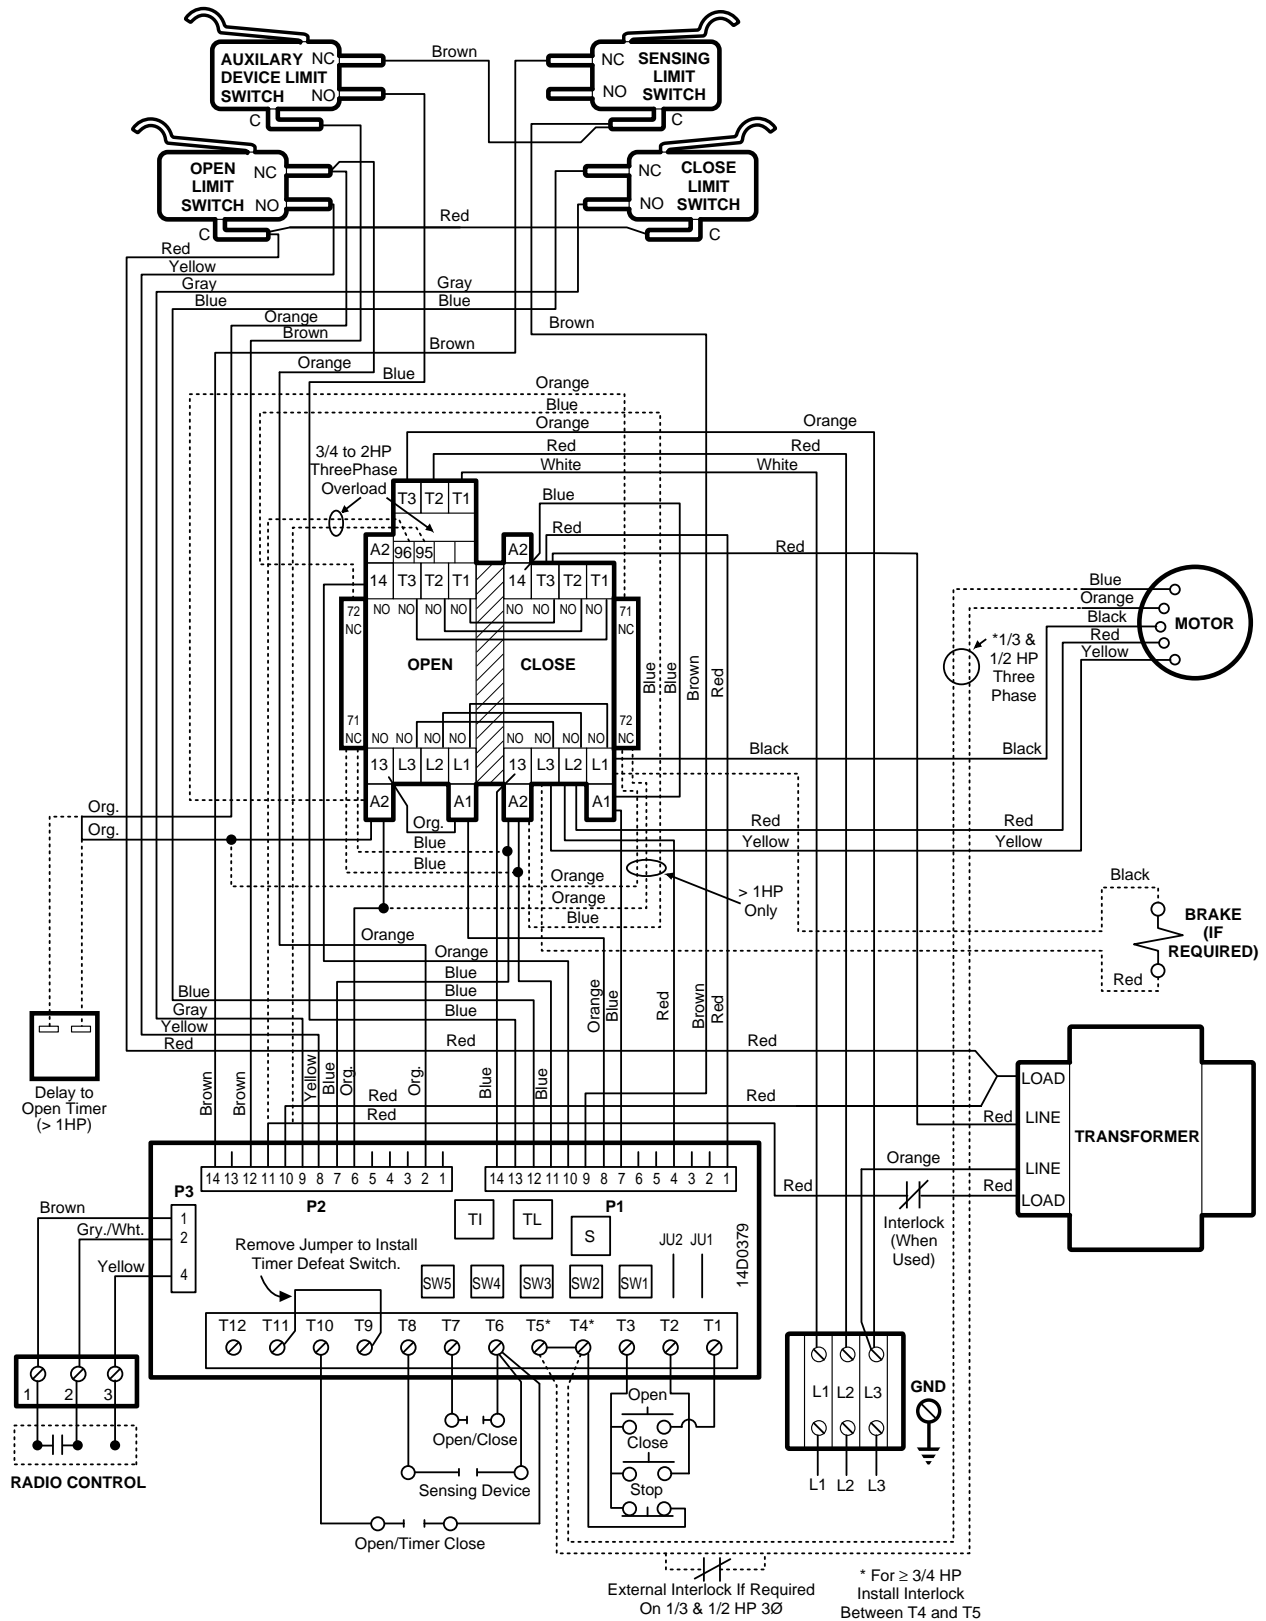 AUXILARY NC
DEVICE LIMIT
SWITCH NO
C
Brown
NC SENSING
LIMIT
NO SWITCH
C
OPEN NC
LIMIT
SWITCH NO
C
NC CLOSE
LIMIT
NO SWITCH
C
Red
Red
Yellow
Gray Gray
Blue Blue
Orange
Brown
Brown
Brown
Orange
Blue
Orange
Blue
Orange Orange
Red Red
White White
3/4 to 2HP
ThreePhase
Overload
T3 T2 T1
Blue
Red
Red
A2 96 95 A2
14 T3 T2 T1 14 T3 T2 T1
72 NO NO NO NO NO NO NO NO 71
NC NC
OPEN CLOSE
Blue
Blue
Brown
Red
71 72
NC NO NO NO NO NO NO NO NO NC
13 L3 L2 L1 13 L3 L2 L1
A2 A1 A2 A1
Blue
Orange
Black
Red
Yellow
MOTOR
*1/3 &
1/2 HP
Three
Phase
Black Black
Red Red
Yellow Yellow
Org.
Org.
Org.
Blue
Blue
Orange
Orange
Blue
> 1HP
Only
Black
BRAKE
(IF
REQUIRED)
Red
Orange
Orange
Blue
Blue Blue
Gray Blue
Yellow
Red Red Red
Orange
Blue
Red
Brown
Red
Delay to
Open Timer
(> 1HP)
Brown
Brown
Yellow
Blue
Org.
Org.
Blue
Blue
Red Red
Red
LOAD
Red LINE
TRANSFORMER
Orange LINE
Red Red LOAD
Interlock
(When
Used)
14 13 12 11 10 9 8 7 6 5 4 3 2 1
14 13 12 11 10 9 8 7 6 5 4 3 2 1
P3
P2 P1
Brown 1
Gry./Wht. 2
Yellow 4
TI TL S
JU2 JU1
14D0379
Remove Jumper to Install
Timer Defeat Switch.
SW5 SW4 SW3 SW2 SW1
T12 T11 T10 T9 T8 T7 T6 T5* T4* T3 T2 T1
1 2 3
RADIO CONTROL
Open/Close
Sensing Device
Open/Timer Close
Open
Close
Stop
L1 L2 L3
GND
L1 L2 L3
External Interlock If Required
On 1/3 & 1/2 HP 3Ø
* For ≥ 3/4 HP
Install Interlock
Between T4 and T5